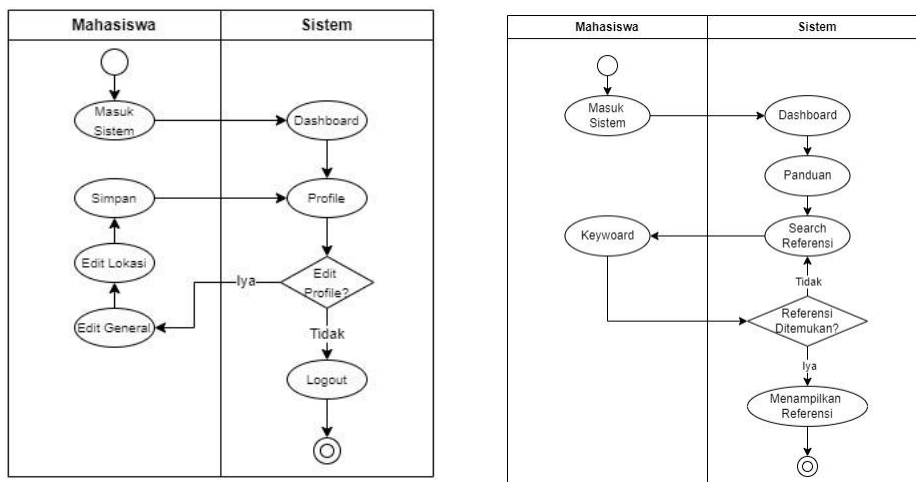 Mahasiswa
Sistem
Masuk
Sistem
Dashboard
Simpan
Profile
Edit Lokasi
Iya
Edit
Profile?
Edit General
Tidak
Logout
Mahasiswa
Sistem
Masuk
Sistem
Dashboard
Panduan
Keywoard
Search
Referensi
Tidak
Referensi
Ditemukan?
Iya
Menampilkan
Referensi